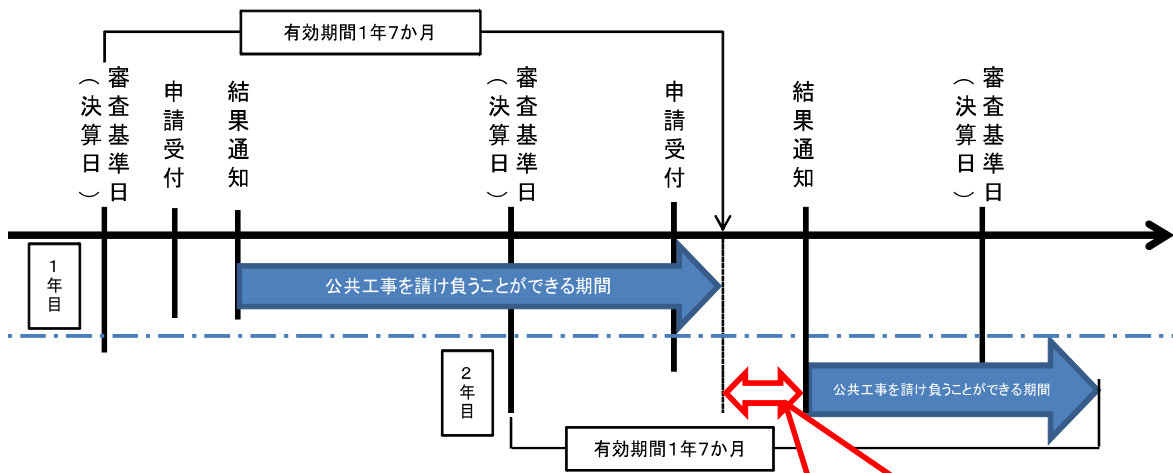 有効期間1年7か月
審査基準日
（決算日）
申請受付
結果通知
審査基準日
（決算日）
申請受付
結果通知
審査基準日
（決算日）
1年目
公共工事を請け負うことができる期間
2年目
公共工事を請け負うことができる期間
有効期間1年7か月